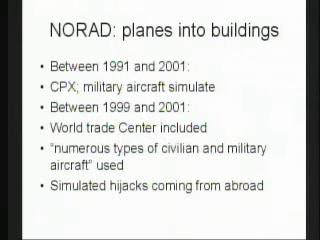 NORAD: planes into buildings
• Between 1991 and 2001:
• CPX; military aircraft simulate
• Between 1999 and 2001:
• World trade Center included
• “numerous types of civilian and military
aircraft” used
• Simulated hijacks coming from abroad